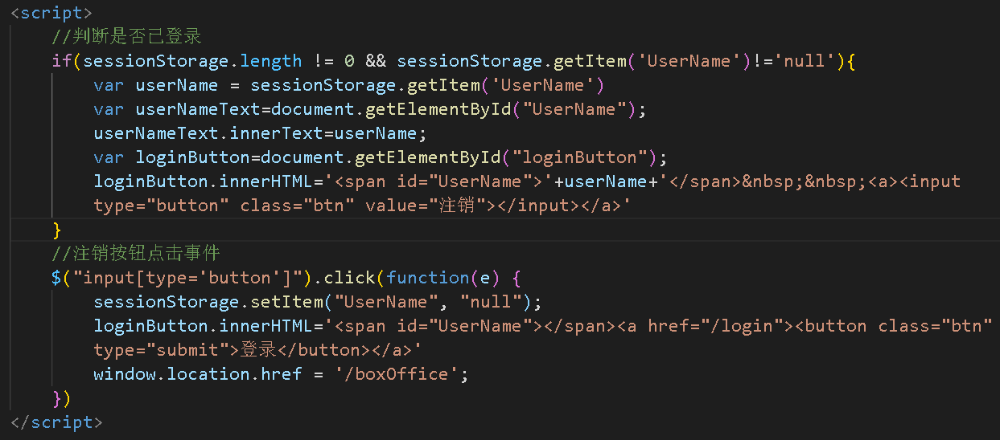 <script>
//判断是否已登录
if(sessionStorage.length != 0 && sessionStorage.getItem('UserName')!='null'){
var userName = sessionStorage.getItem('UserName')
var userNameText=document.getElementById("UserName");
userNameText.innerText=userName;
var loginButton=document.getElementById("loginButton");
loginButton.innerHTML='<span id="UserName">'+userName+'</span>&nbsp;&nbsp;<a><input
type="button" class="btn" value="注销"></input></a>'
}
//注销按钮点击事件
$("input[type='button']").click(function(e) {
sessionStorage.setItem("UserName", "null");
loginButton.innerHTML='<span id="UserName"></span><a href="/login"><button class="btn"
type="submit">登录</button></a>'
window.location.href = '/boxOffice';
})
</script>